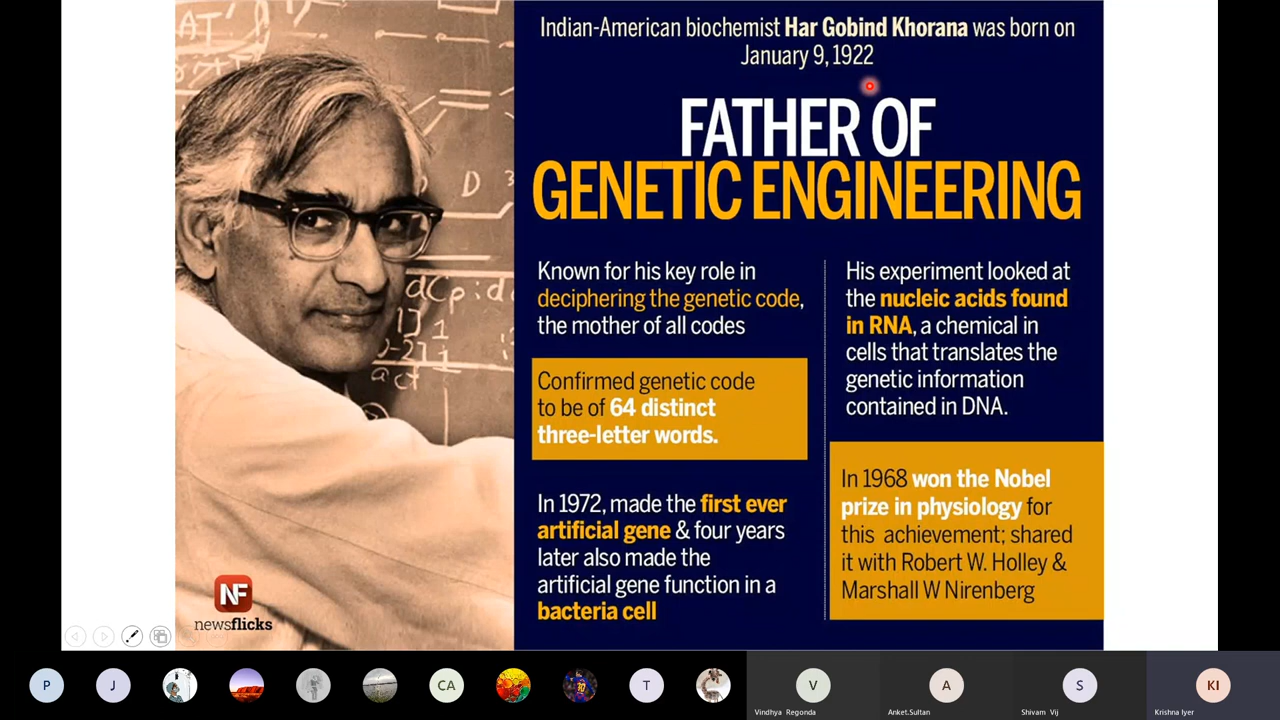 Indian-American biochemist Har Gobind Khorana was born on
January 9, 1922
FATHER OF
GENETIC ENGINEERING
Known for his key role in
deciphering the genetic code,
the mother of all codes
Confirmed genetic code
to be of 64 distinct
three-letter words.
In 1972, made the first ever
artificial gene & four years
later also made the
artificial gene function in a
bacteria cell
His experiment looked at
the nucleic acids found
in RNA, a chemical in
cells that translates the
genetic information
contained in DNA.
In 1968 won the Nobel
prize in physiology for
this achievement; shared
it with Robert W. Holley &
Marshall W Nirenberg
NF
newsflicks
P
J
CA
T
V
A
S
KI
Vindhya Regonda
Anket.Sultan
Shivam Vij
Krishna Iyer